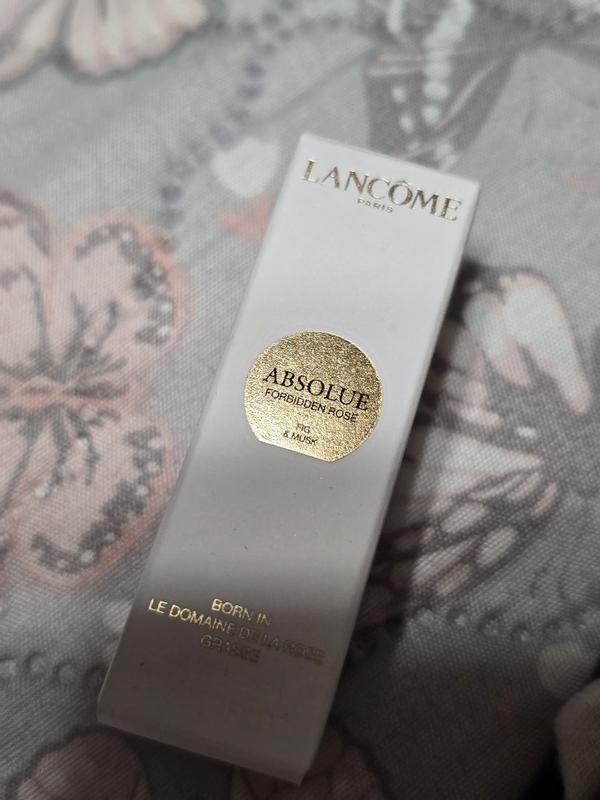 LANCÔME
PARIS
ABSOLUE
FORBIDDEN ROSE
FIG
& MUSK
BORN IN
LE DOMAINE DE LA ROSE
GRASSE